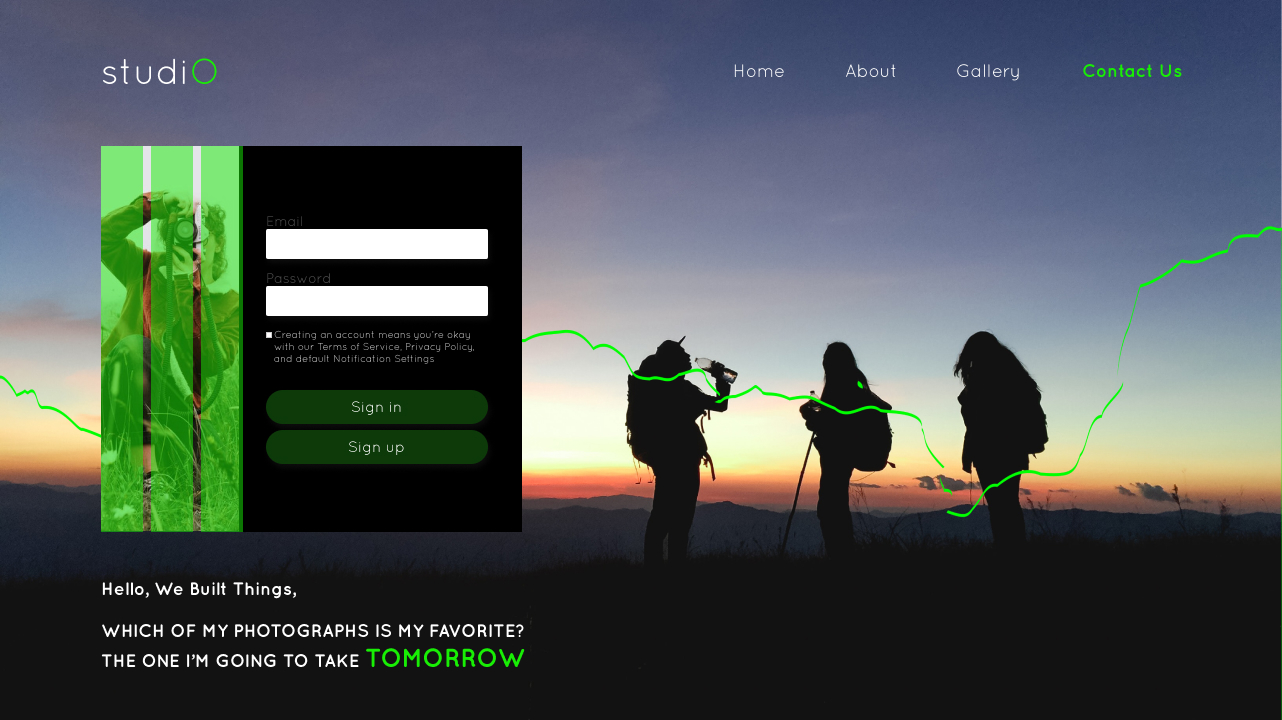 studiO
Home About Gallery Contact Us
Email
Password
Creating an account means you're okay
with our Terms of Service, Privacy Policy,
and default Notification Settings
Sign in
Sign up
Hello, We Built Things,
WHICH OF MY PHOTOGRAPHS IS MY FAVORITE?
THE ONE I’M GOING TO TAKE TOMORROW